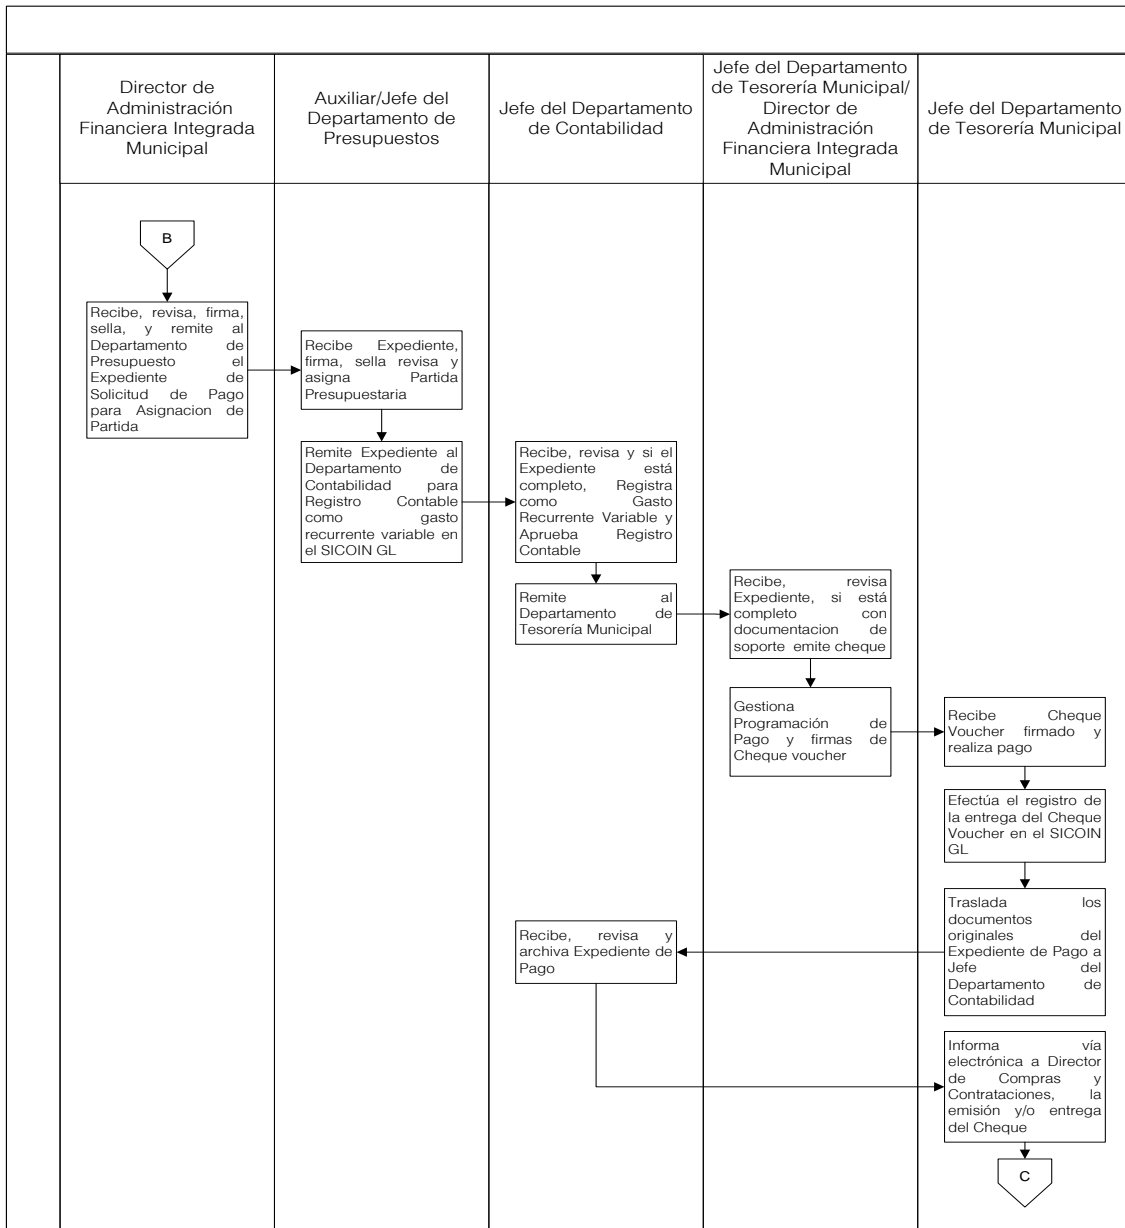 Director de
Administración
Financiera Integrada
Municipal
Auxiliar/Jefe del
Departamento de
Presupuestos
Jefe del Departamento
de Contabilidad
Jefe del Departamento
de Tesorería Municipal/
Director de
Administración
Financiera Integrada
Municipal
Jefe del Departamento
de Tesorería Municipal
B
Recibe, revisa, firma,
sella, y remite al
Departamento de
Presupuesto el
Expediente de
Solicitud de Pago
para Asignacion de
Partida
Recibe Expediente,
firma, sella revisa y
asigna Partida
Presupuestaria
Remite Expediente al
Departamento de
Contabilidad para
Registro Contable
como gasto
recurrente variable en
el SICOIN GL
Recibe, revisa y si el
Expediente está
completo, Registra
como Gasto
Recurrente Variable y
Aprueba Registro
Contable
Remite al
Departamento de
Tesorería Municipal
Recibe, revisa
Expediente, si está
completo con
documentacion de
soporte emite cheque
Gestiona
Programación de
Pago y firmas de
Cheque voucher
Recibe Cheque
Voucher firmado y
realiza pago
Efectúa el registro de
la entrega del Cheque
Voucher en el SICOIN
GL
Traslada los
documentos
originales del
Expediente de Pago a
Jefe del
Departamento de
Contabilidad
Recibe, revisa y
archiva Expediente de
Pago
Informa vía
electrónica a Director
de Compras y
Contrataciones, la
emisión y/o entrega
del Cheque
C